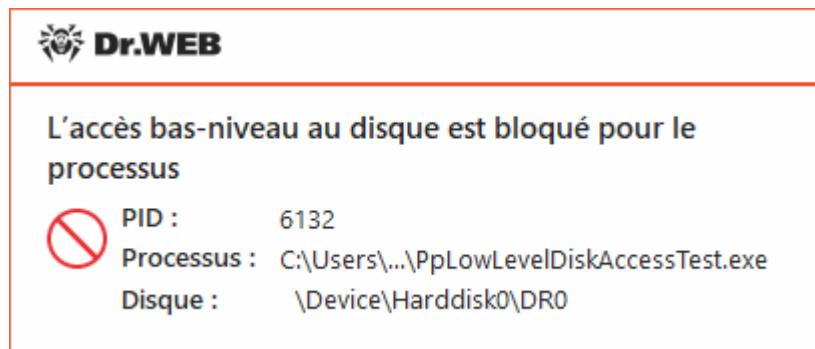 Dr.WEB
L’accès bas-niveau au disque est bloqué pour le
processus
PID : 6132
Processus : C:\Users\...\PpLowLevelDiskAccessTest.exe
Disque : \Device\Harddisk0\DR0